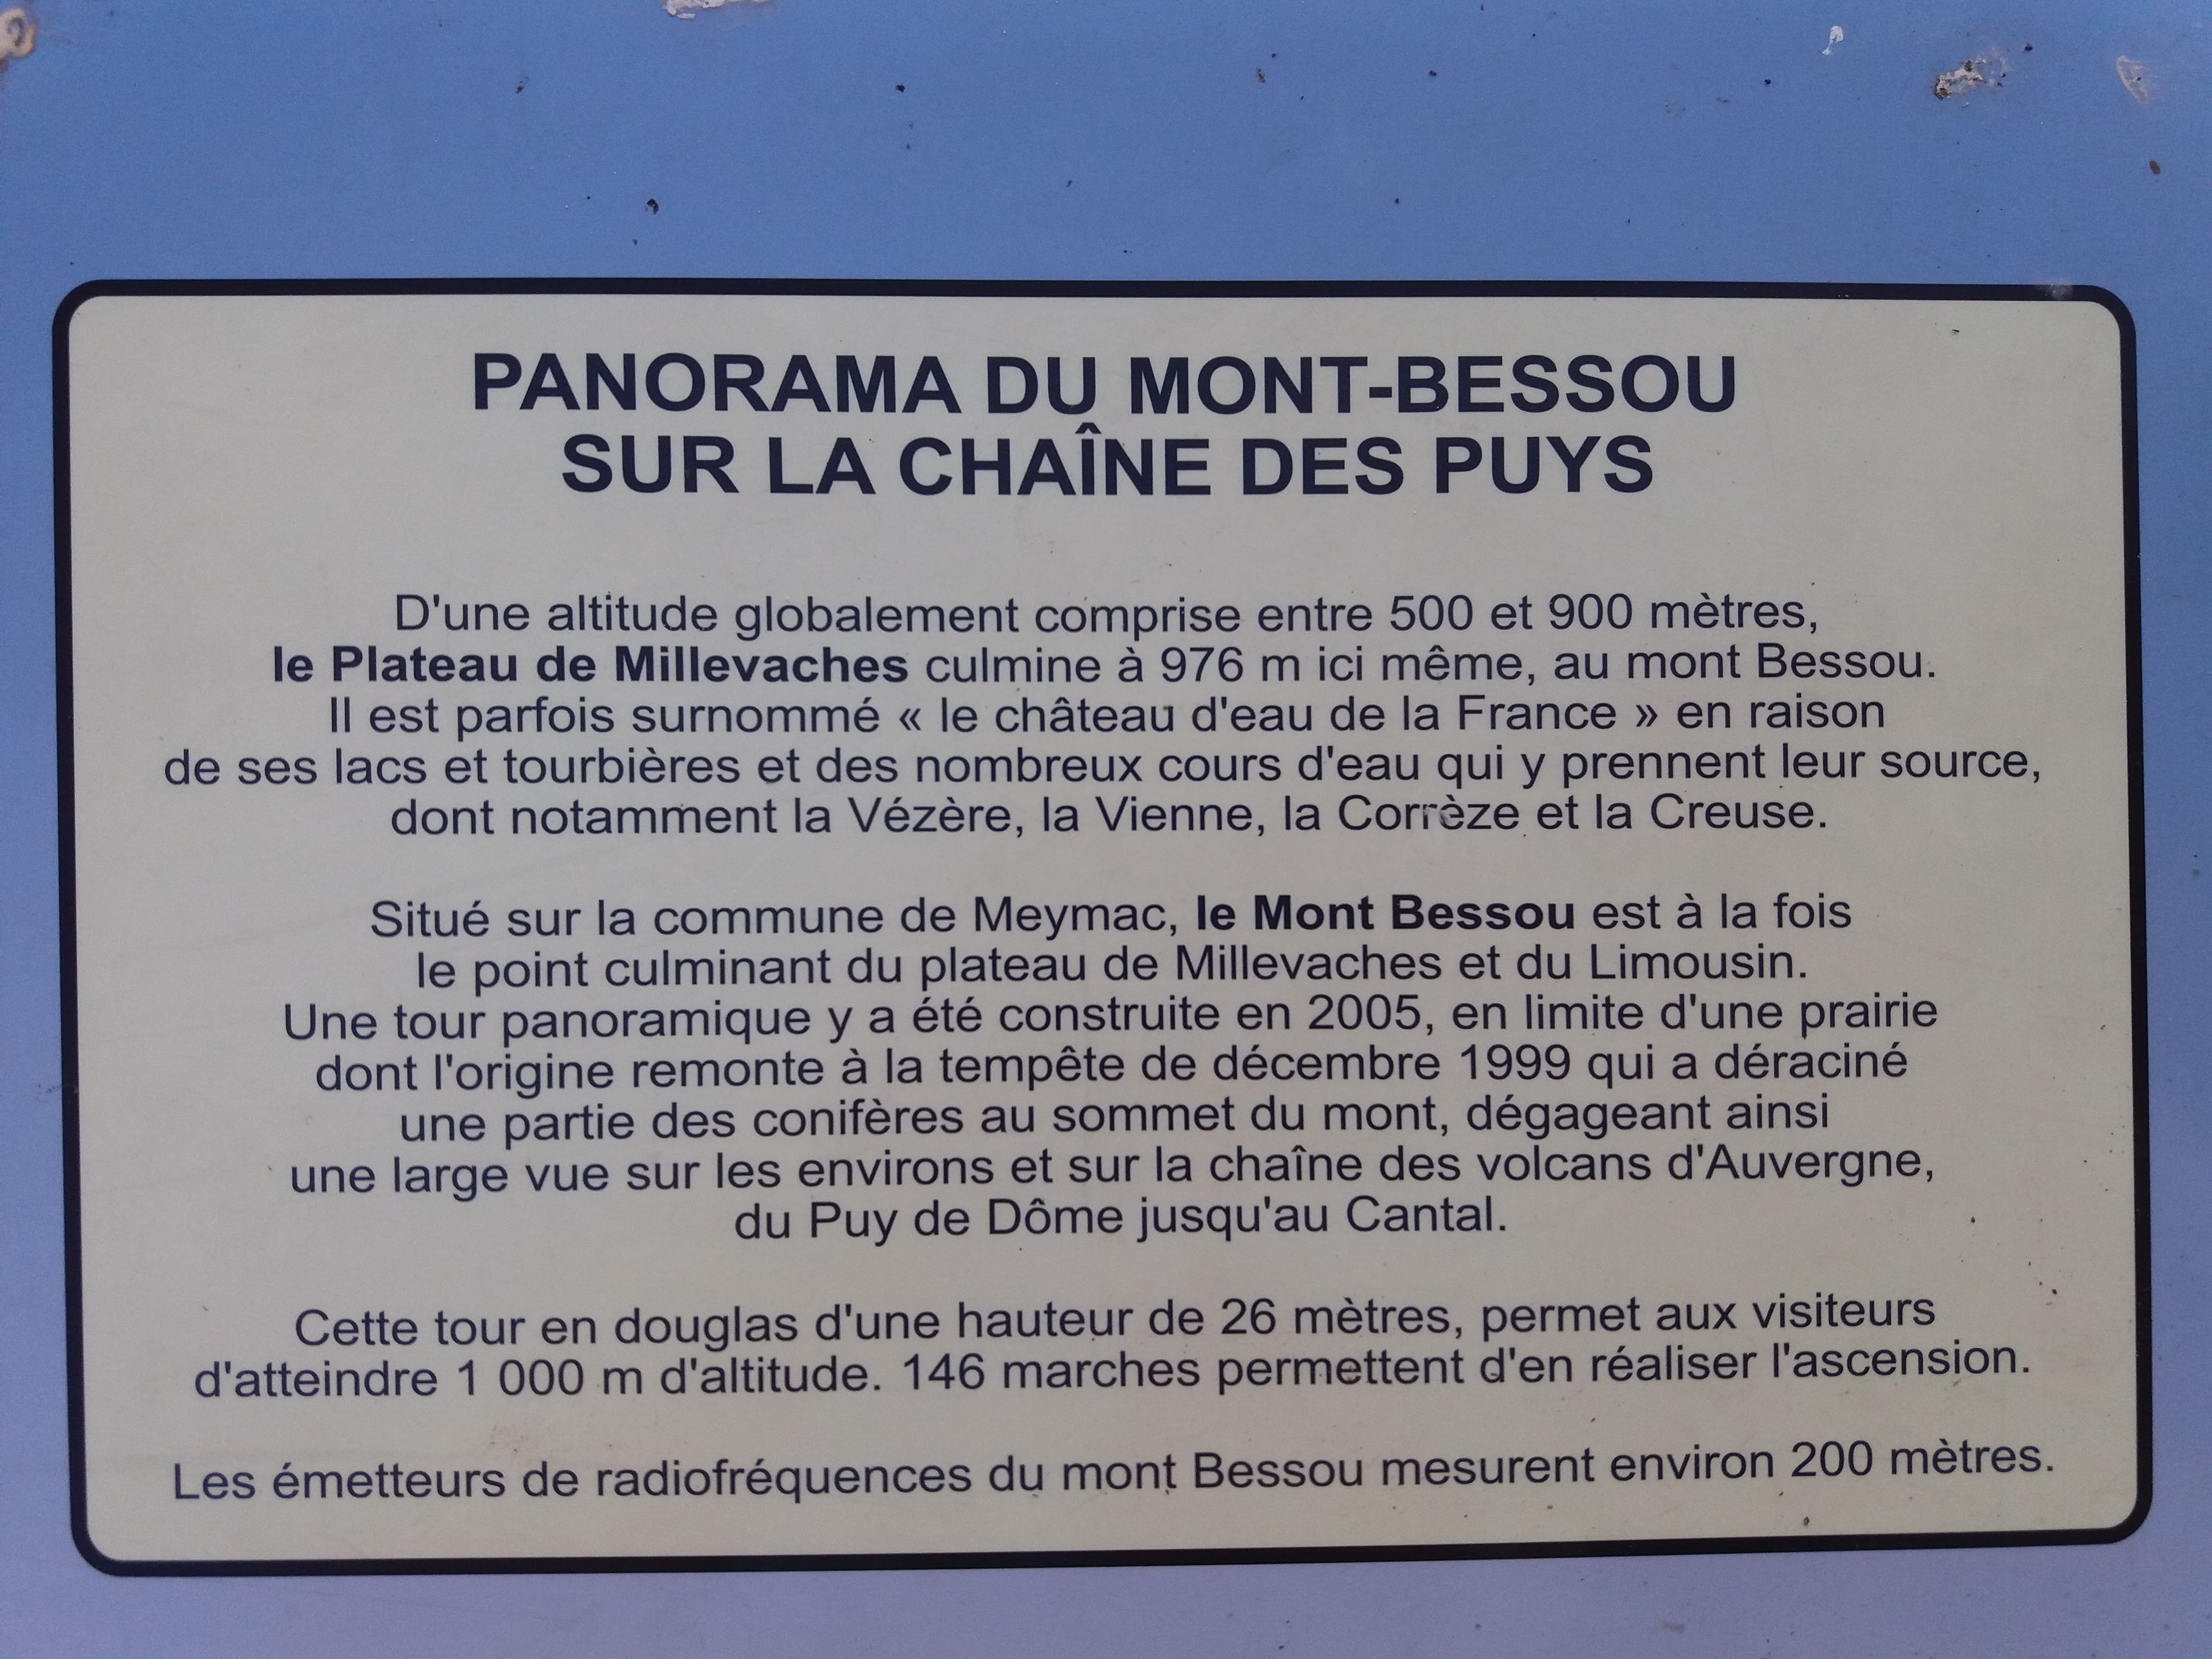 PANORAMA DU MONT-BESSOU
SUR LA CHAÎNE DES PUYS
D'une altitude globalement comprise entre 500 et 900 mètres,
le Plateau de Millevaches culmine à 976 m ici même, au mont Bessou.
Il est parfois surnommé « le château d'eau de la France » en raison
de ses lacs et tourbières et des nombreux cours d'eau qui y prennent leur source,
dont notamment la Vézère, la Vienne, la Corrèze et la Creuse.
Situé sur la commune de Meymac, le Mont Bessou est à la fois
le point culminant du plateau de Millevaches et du Limousin.
Une tour panoramique y a été construite en 2005, en limite d'une prairie
dont l'origine remonte à la tempête de décembre 1999 qui a déraciné
une partie des conifères au sommet du mont, dégageant ainsi
une large vue sur les environs et sur la chaîne des volcans d'Auvergne,
du Puy de Dôme jusqu'au Cantal.
Cette tour en douglas d'une hauteur de 26 mètres, permet aux visiteurs
d'atteindre 1 000 m d'altitude. 146 marches permettent d'en réaliser l'ascension.
Les émetteurs de radiofréquences du mont Bessou mesurent environ 200 mètres.